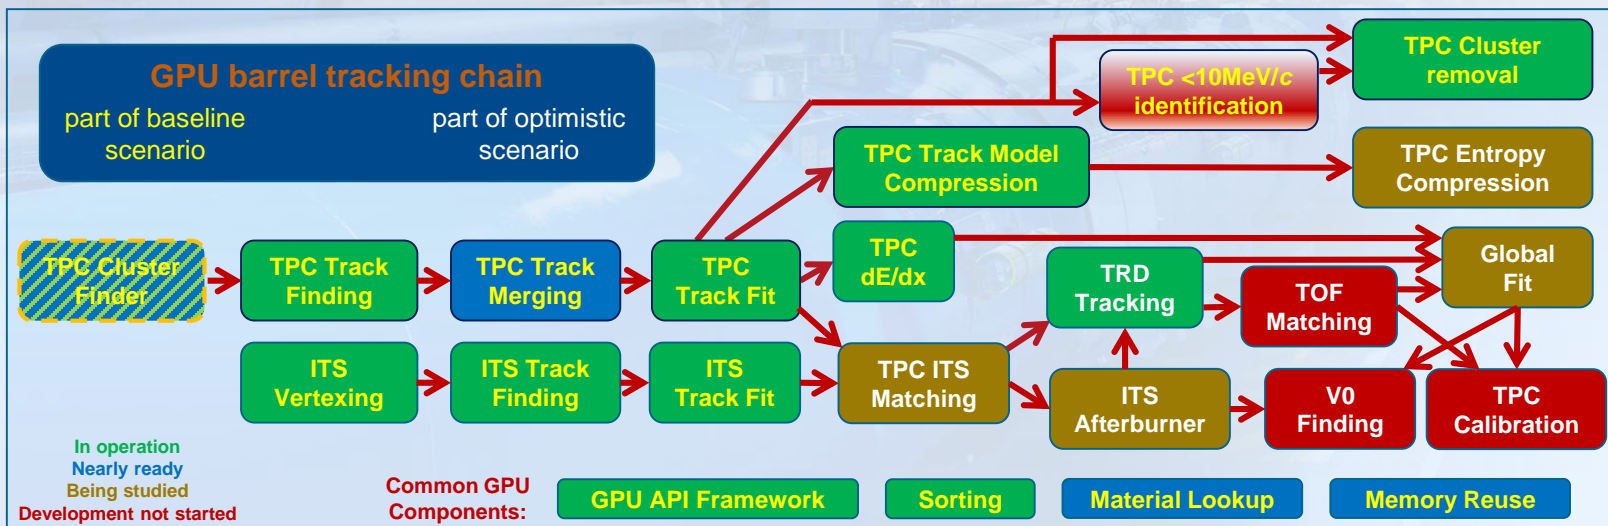 GPU barrel tracking chain
part of baseline
scenario
part of optimistic
scenario
TPC <10MeV/c
identification
TPC Cluster
removal
TPC Track Model
Compression
TPC Entropy
Compression
TPC Cluster
Finder
TPC Track
Finding
TPC Track
Merging
TPC
Track Fit
TPC
dE/dx
TRD
Tracking
TOF
Matching
Global
Fit
ITS
Vertexing
ITS Track
Finding
ITS
Track Fit
TPC ITS
Matching
ITS
Afterburner
V0
Finding
TPC
Calibration
In operation
Nearly ready
Being studied
Development not started
Common GPU
Components:
GPU API Framework
Sorting
Material Lookup
Memory Reuse